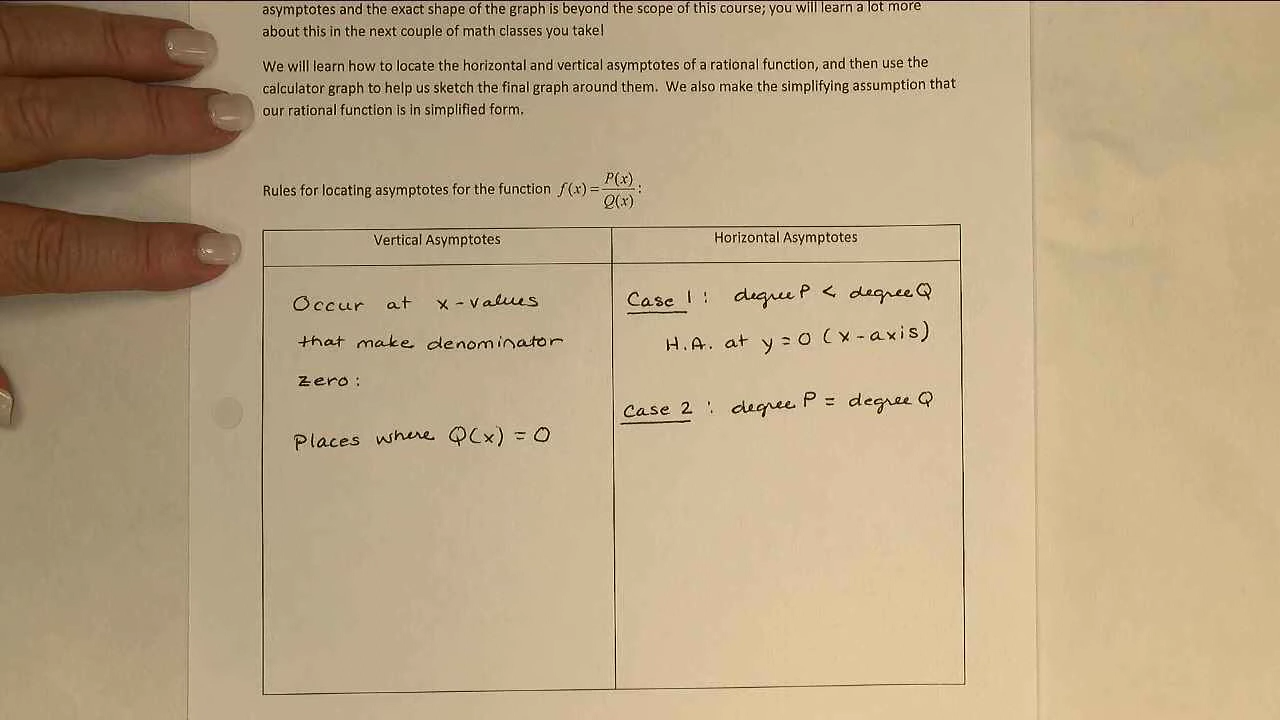 asymptotes and the exact shape of the graph is beyond the scope of this course; you will learn a lot more
about this in the next couple of math classes you take!
We will learn how to locate the horizontal and vertical asymptotes of a rational function, and then use the
calculator graph to help us sketch the final graph around them. We also make the simplifying assumption that
our rational function is in simplified form.
Rules for locating asymptotes for the function f(x) = P(x)/Q(x):
Vertical Asymptotes
Occur at x-values
that make denominator
zero:
Places where Q(x) = 0
Horizontal Asymptotes
Case 1: degree P < degree Q
H.A. at y = 0 (x-axis)
Case 2: degree P = degree Q